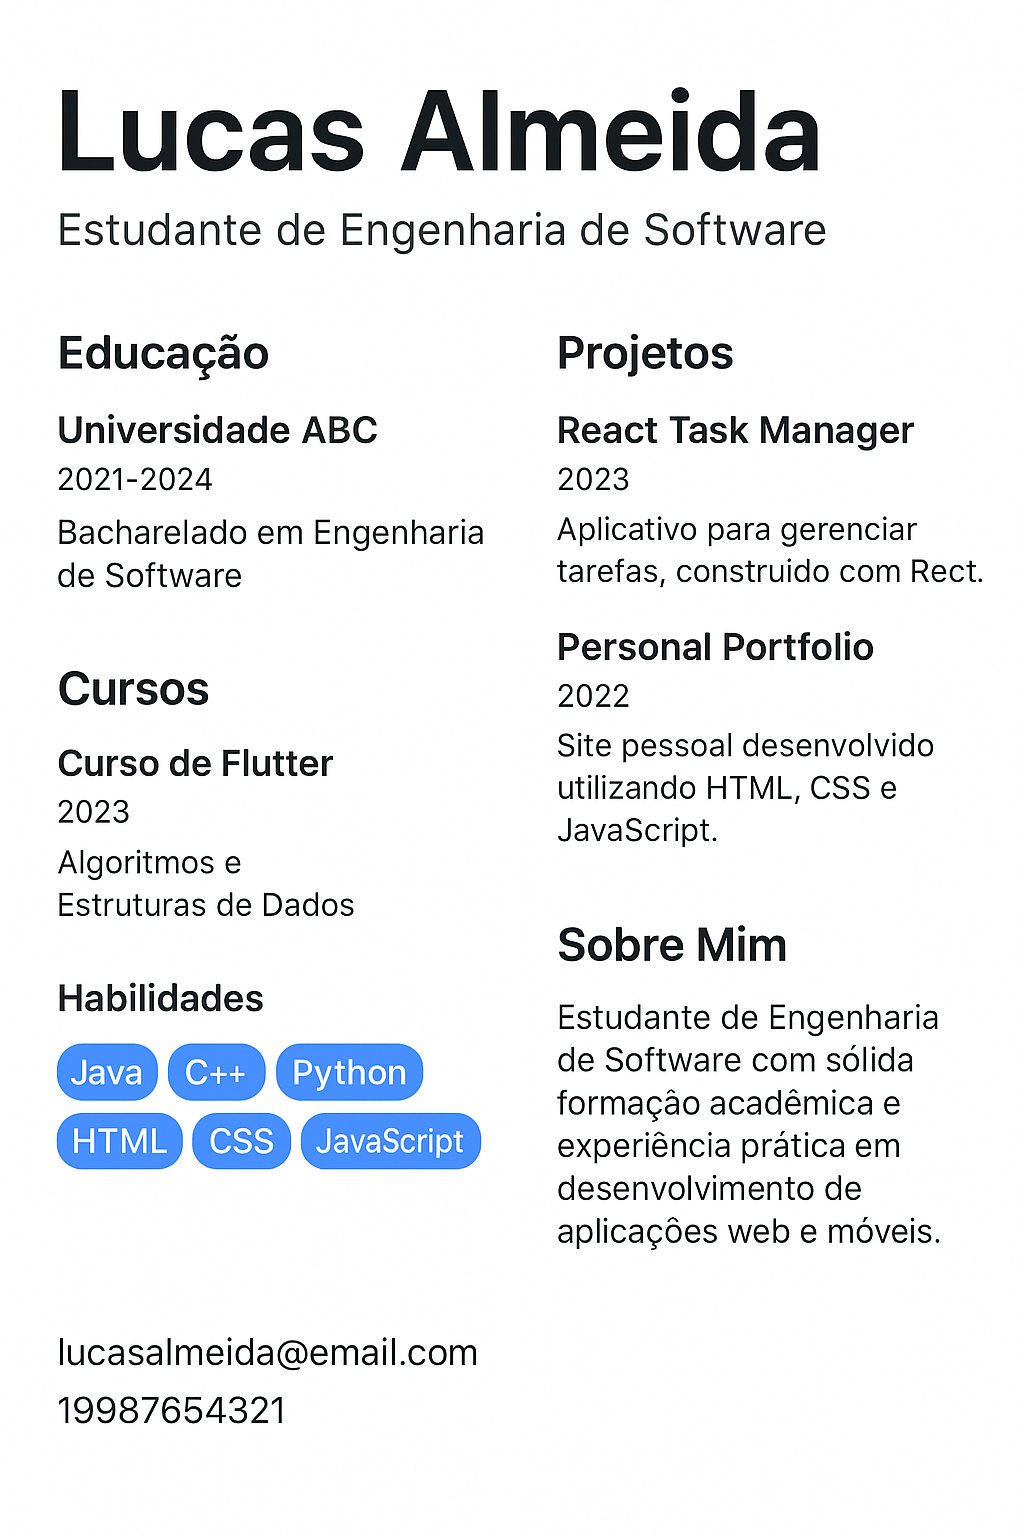 Lucas Almeida
Estudante de Engenharia de Software
Educação
Universidade ABC
2021-2024
Bacharelado em Engenharia
de Software
Cursos
Curso de Flutter
2023
Algoritmos e
Estruturas de Dados
Habilidades
Java C++ Python
HTML CSS JavaScript
Projetos
React Task Manager
2023
Aplicativo para gerenciar
tarefas, construido com Rect.
Personal Portfolio
2022
Site pessoal desenvolvido
utilizando HTML, CSS e
JavaScript.
Sobre Mim
Estudante de Engenharia
de Software com sólida
formaçâo acadêmica e
experiência prática em
desenvolvimento de
aplicaçôes web e móveis.
lucasalmeida@email.com
19987654321